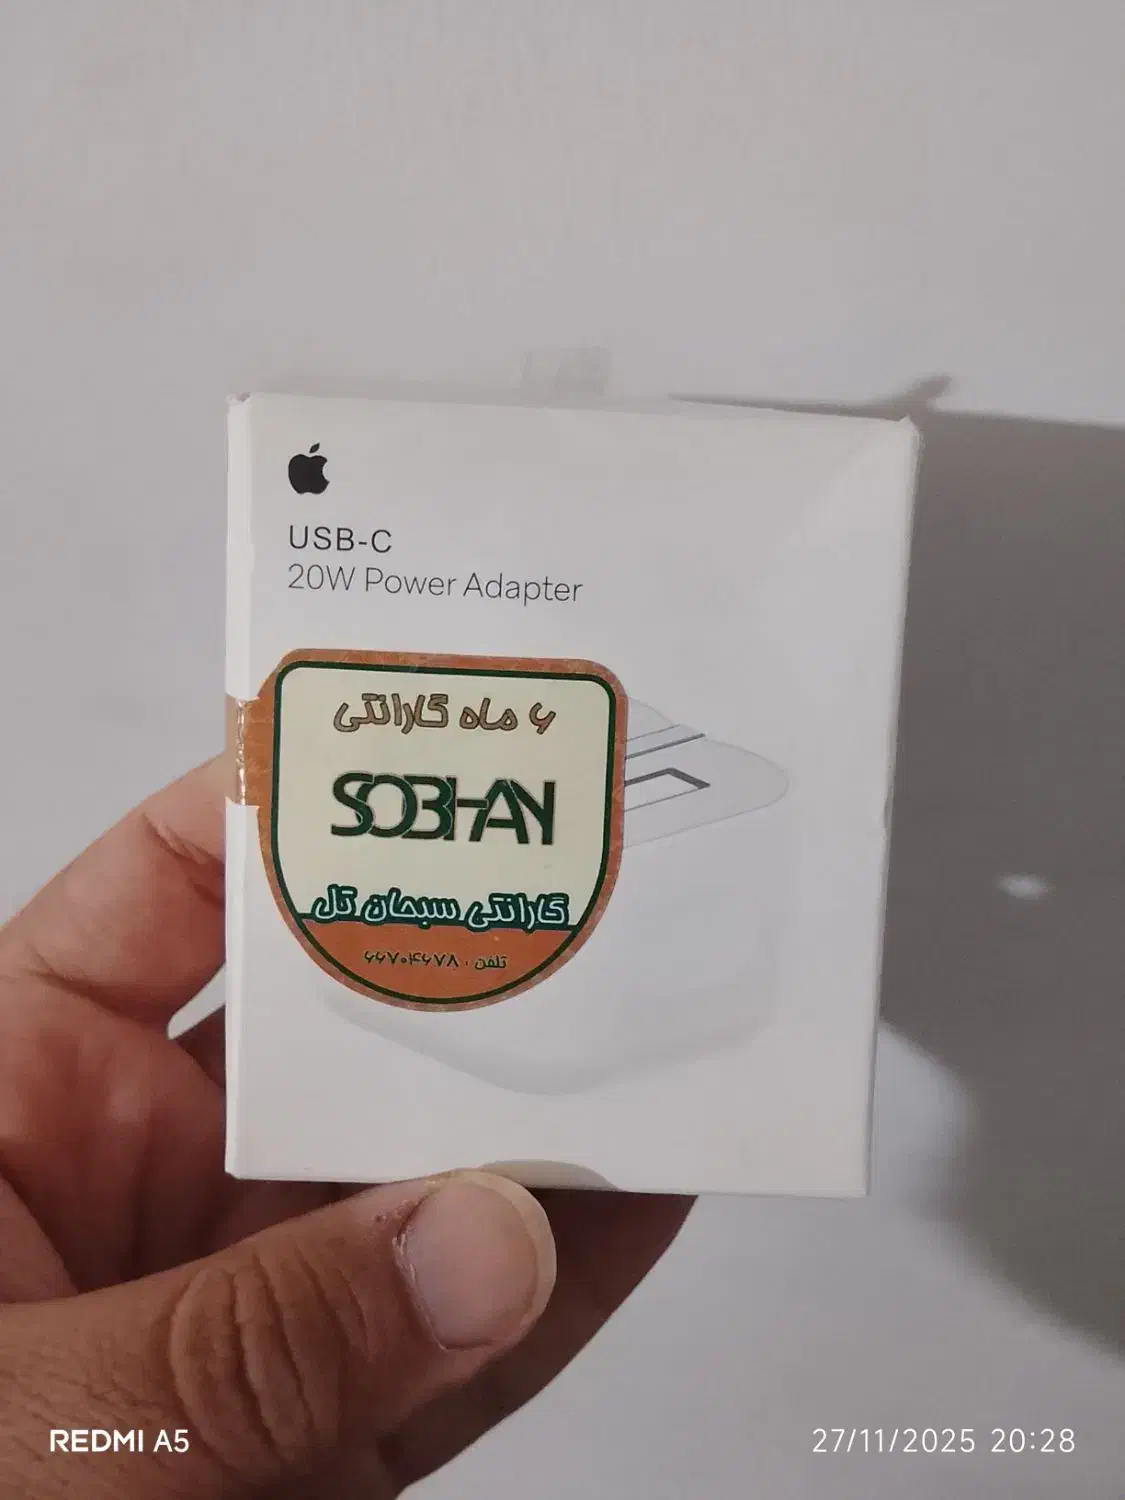 USB-C
20W Power Adapter
۶ ماه گارانتی
SOBHAN
گارانتی سبحان تل
تلفن : ۶۶۷۰۴۶۷۸
REDMI A5
27/11/2025 20:28